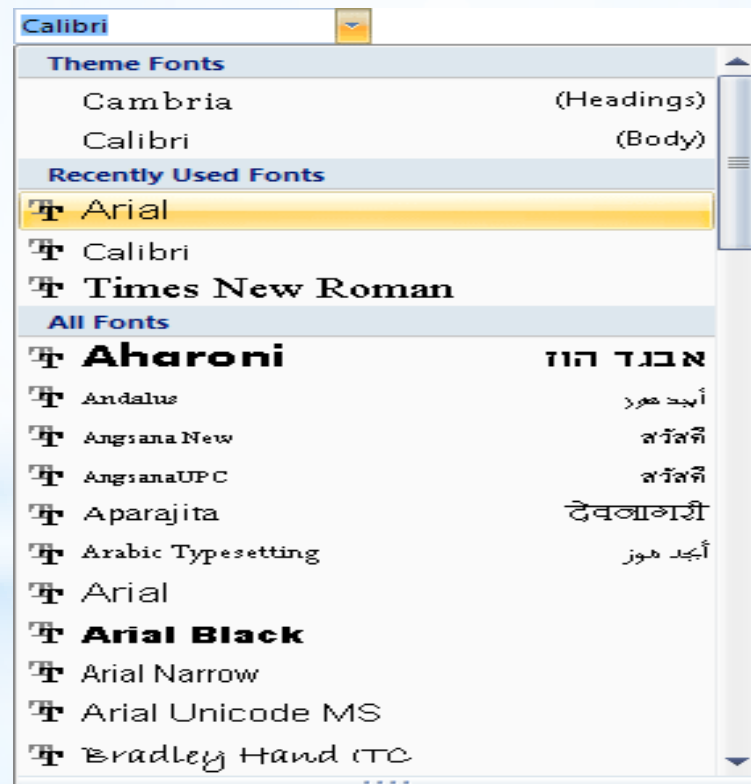 Calibri
Theme Fonts
Cambria (Headings)
Calibri (Body)
Recently Used Fonts
Arial
Calibri
Times New Roman
All Fonts
Aharoni אבגד הוז
Andalus أبجد هوز
Angsana New สวัสดี
AngsanaUPC สวัสดี
Aparajita देवनागरी
Arabic Typesetting أبجد هوز
Arial
Arial Black
Arial Narrow
Arial Unicode MS
Bradley Hand ITC